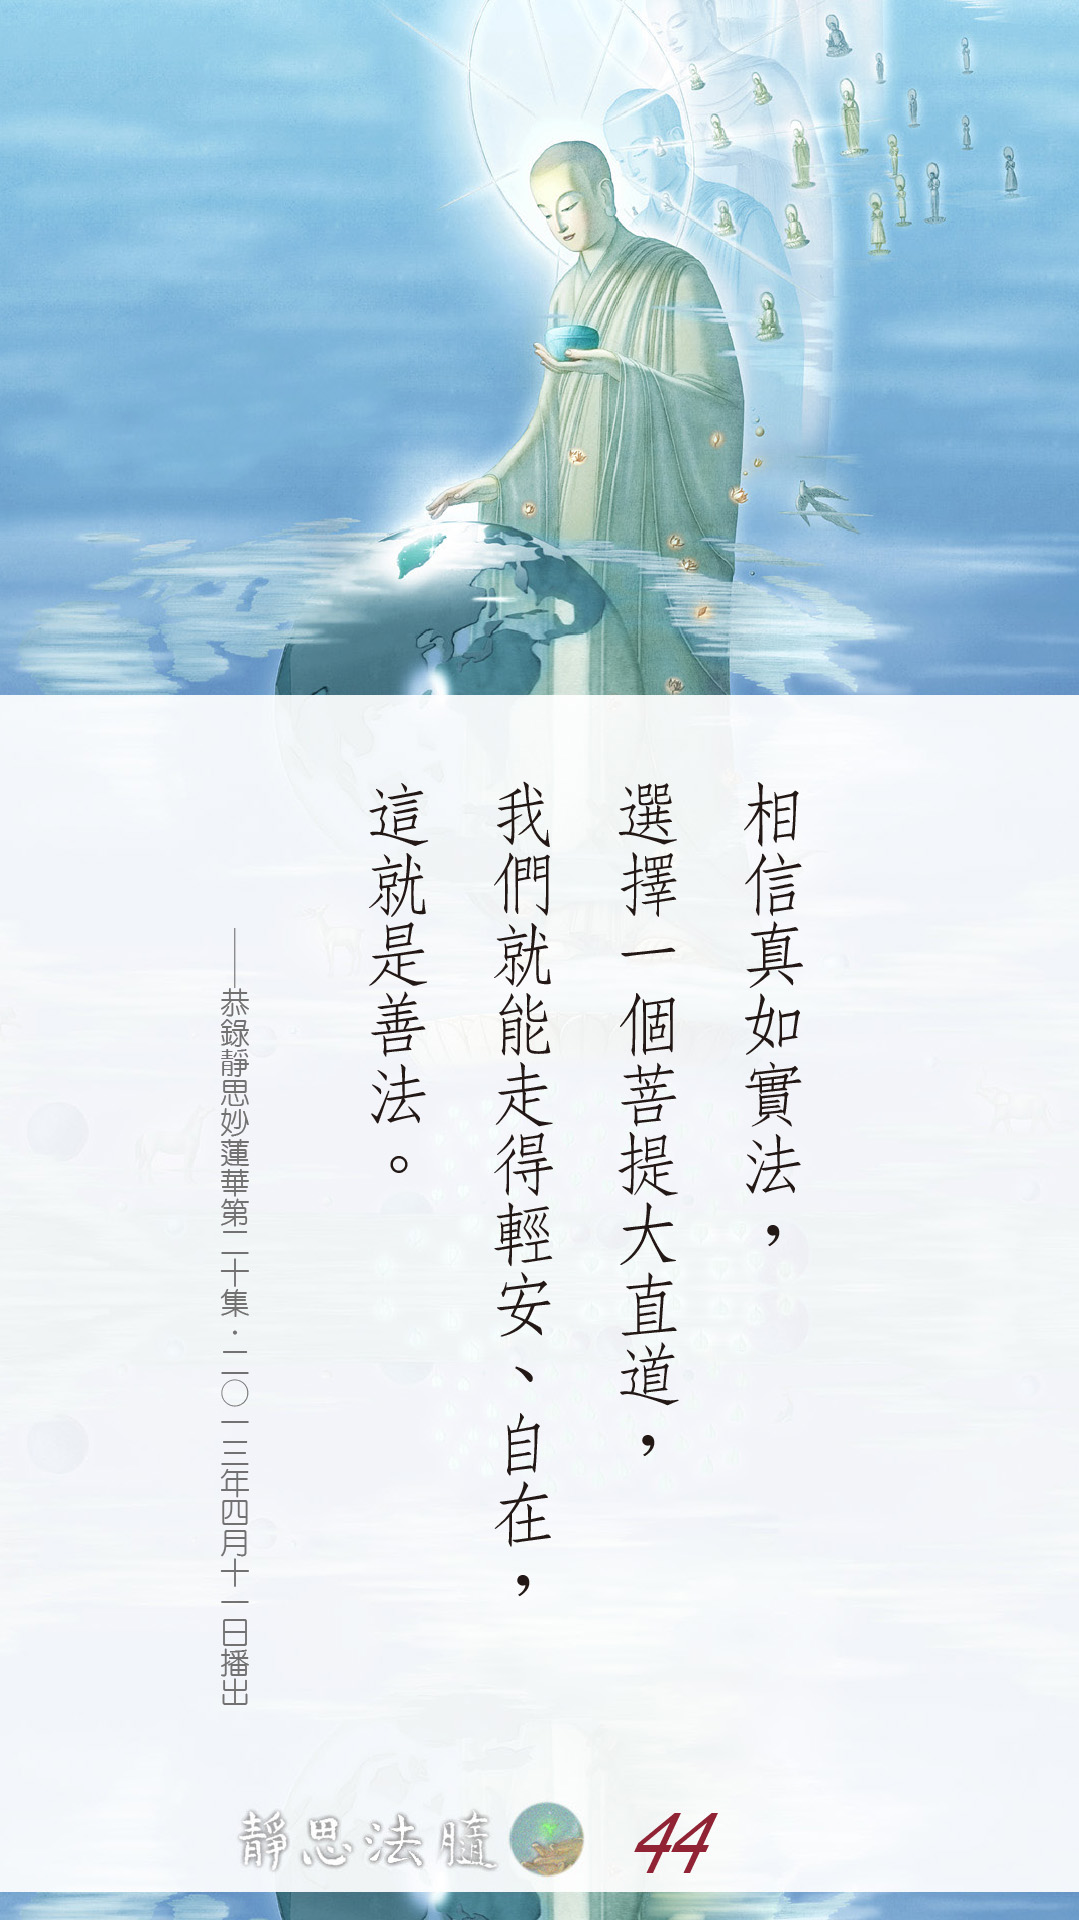 相信真如實法，
選擇一個菩提大直道，
我們就能走得輕安、自在，
這就是善法。
——恭錄靜思妙蓮華第二十集·二〇一三年四月十一日播出
靜思法髓 44